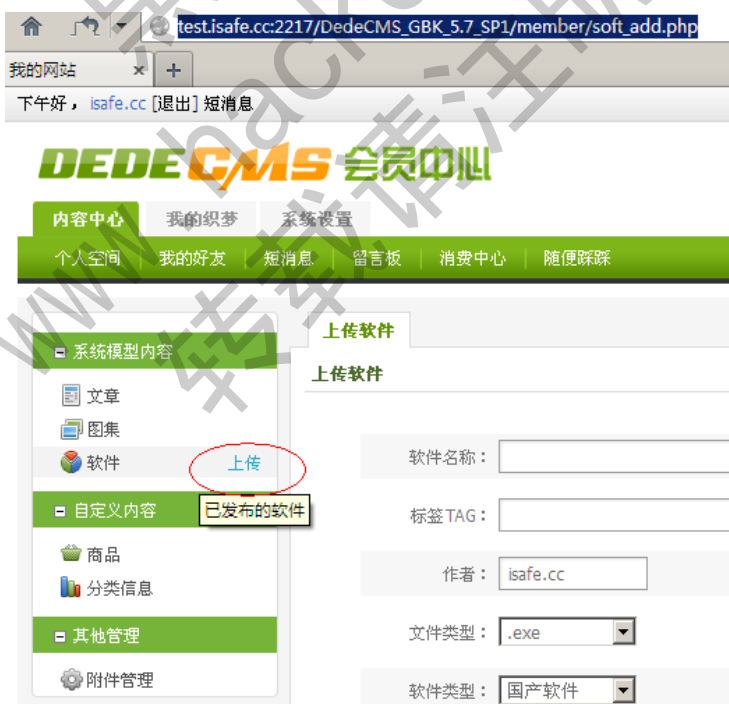 test.isafe.cc:2217/DedeCMS_GBK_5.7_SP1/member/soft_add.php
我的网站 × +
下午好，isafe.cc [退出] 短消息
DEDECMS 会员中心
内容中心 我的织梦 系统设置
个人空间 我的好友 短消息 留言板 消费中心 随便踩踩
系统模型内容
文章
图集
软件 上传
已发布的软件
自定义内容
商品
分类信息
其他管理
附件管理
上传软件
上传软件
软件名称：
标签TAG：
作者： isafe.cc
文件类型： .exe
软件类型： 国产软件
转载请注